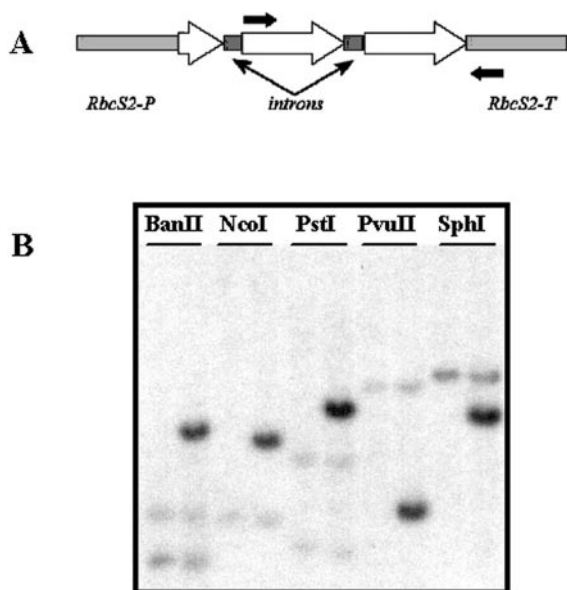 A
RbcS2-P
introns
RbcS2-T
B
BanII NcoI PstI PvuII SphI